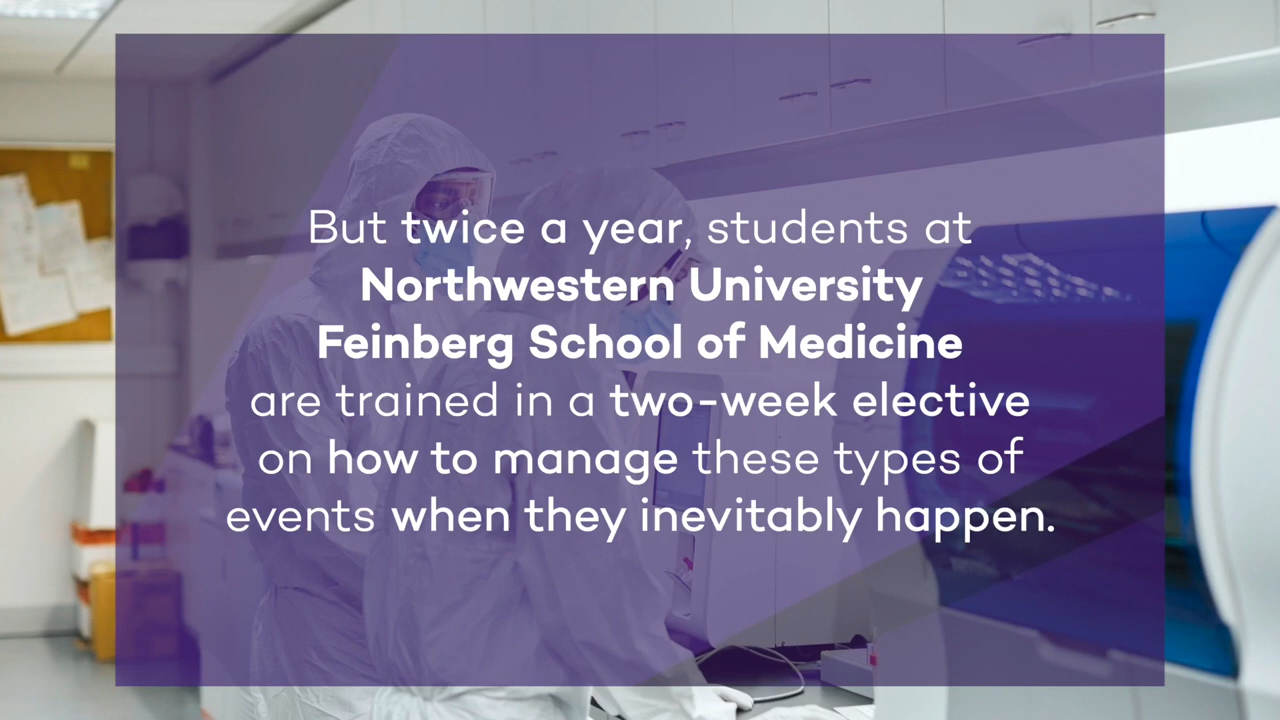 But twice a year, students at
Northwestern University
Feinberg School of Medicine
are trained in a two-week elective
on how to manage these types of
events when they inevitably happen.